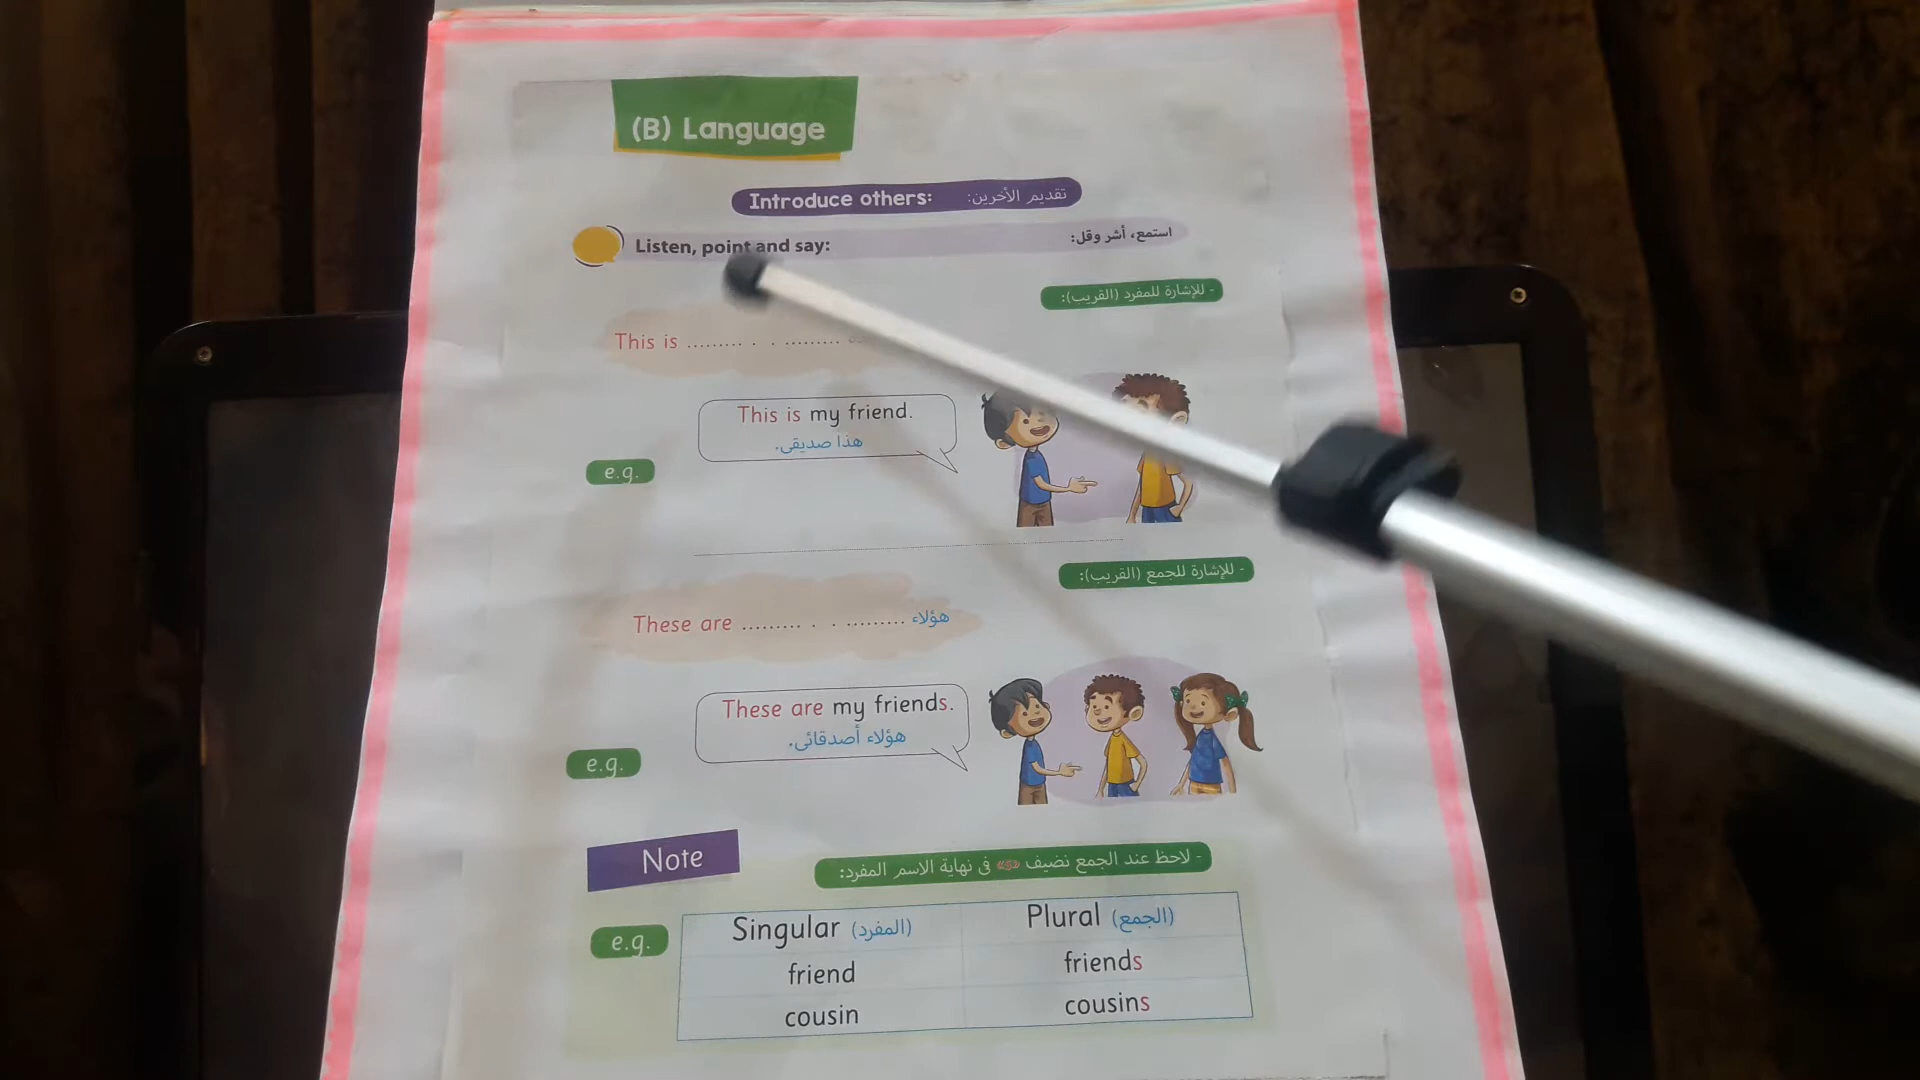 (B) Language
Introduce others: تقديم الأخرين:
Listen, point and say: استمع، أشر وقل:
- للإشارة للمفرد (القريب):
This is ......... . . .........
This is my friend.
هذا صديقى.
e.g.
- للإشارة للجمع (القريب):
These are ......... . . ......... هؤلاء
These are my friends.
هؤلاء أصدقائى.
e.g.
Note
- لاحظ عند الجمع نضيف «s» فى نهاية الاسم المفرد:
e.g.
Singular (المفرد) Plural (الجمع)
friend friends
cousin cousins